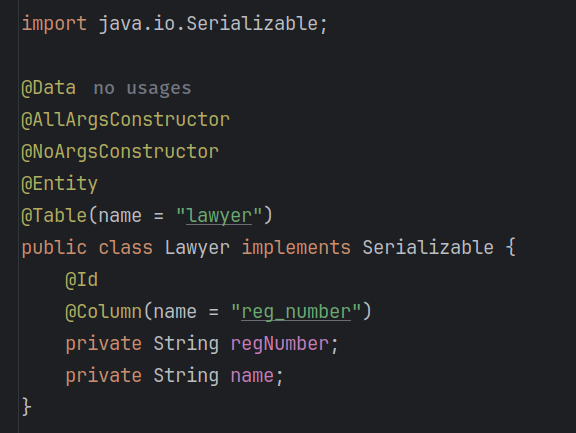 import java.io.Serializable;
@Data no usages
@AllArgsConstructor
@NoArgsConstructor
@Entity
@Table(name = "lawyer")
public class Lawyer implements Serializable {
@Id
@Column(name = "reg_number")
private String regNumber;
private String name;
}